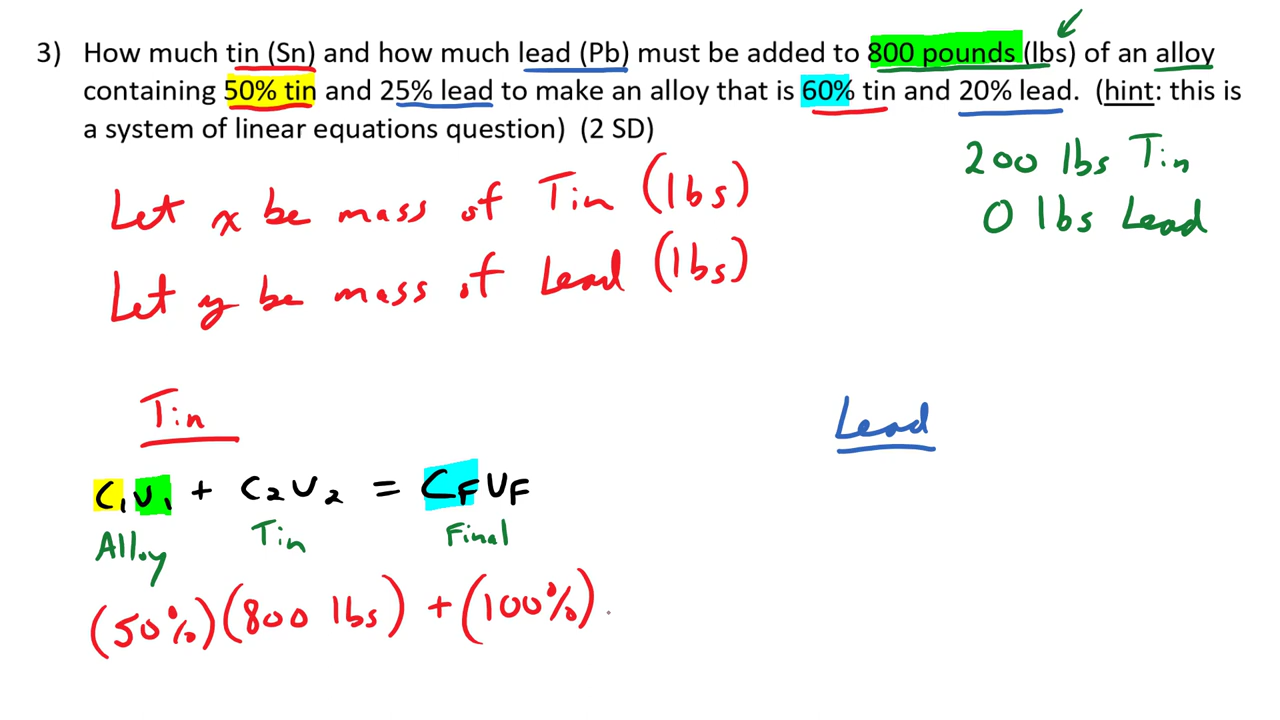 3) How much tin (Sn) and how much lead (Pb) must be added to 800 pounds (lbs) of an alloy
containing 50% tin and 25% lead to make an alloy that is 60% tin and 20% lead. (hint: this is
a system of linear equations question) (2 SD)
200 lbs Tin
0 lbs Lead
Let x be mass of Tin (lbs)
Let y be mass of Lead (lbs)
Tin
Lead
C₁V₁ + C₂V₂ = C_F V_F
Alloy Tin Final
(50%)(800 lbs) + (100%)